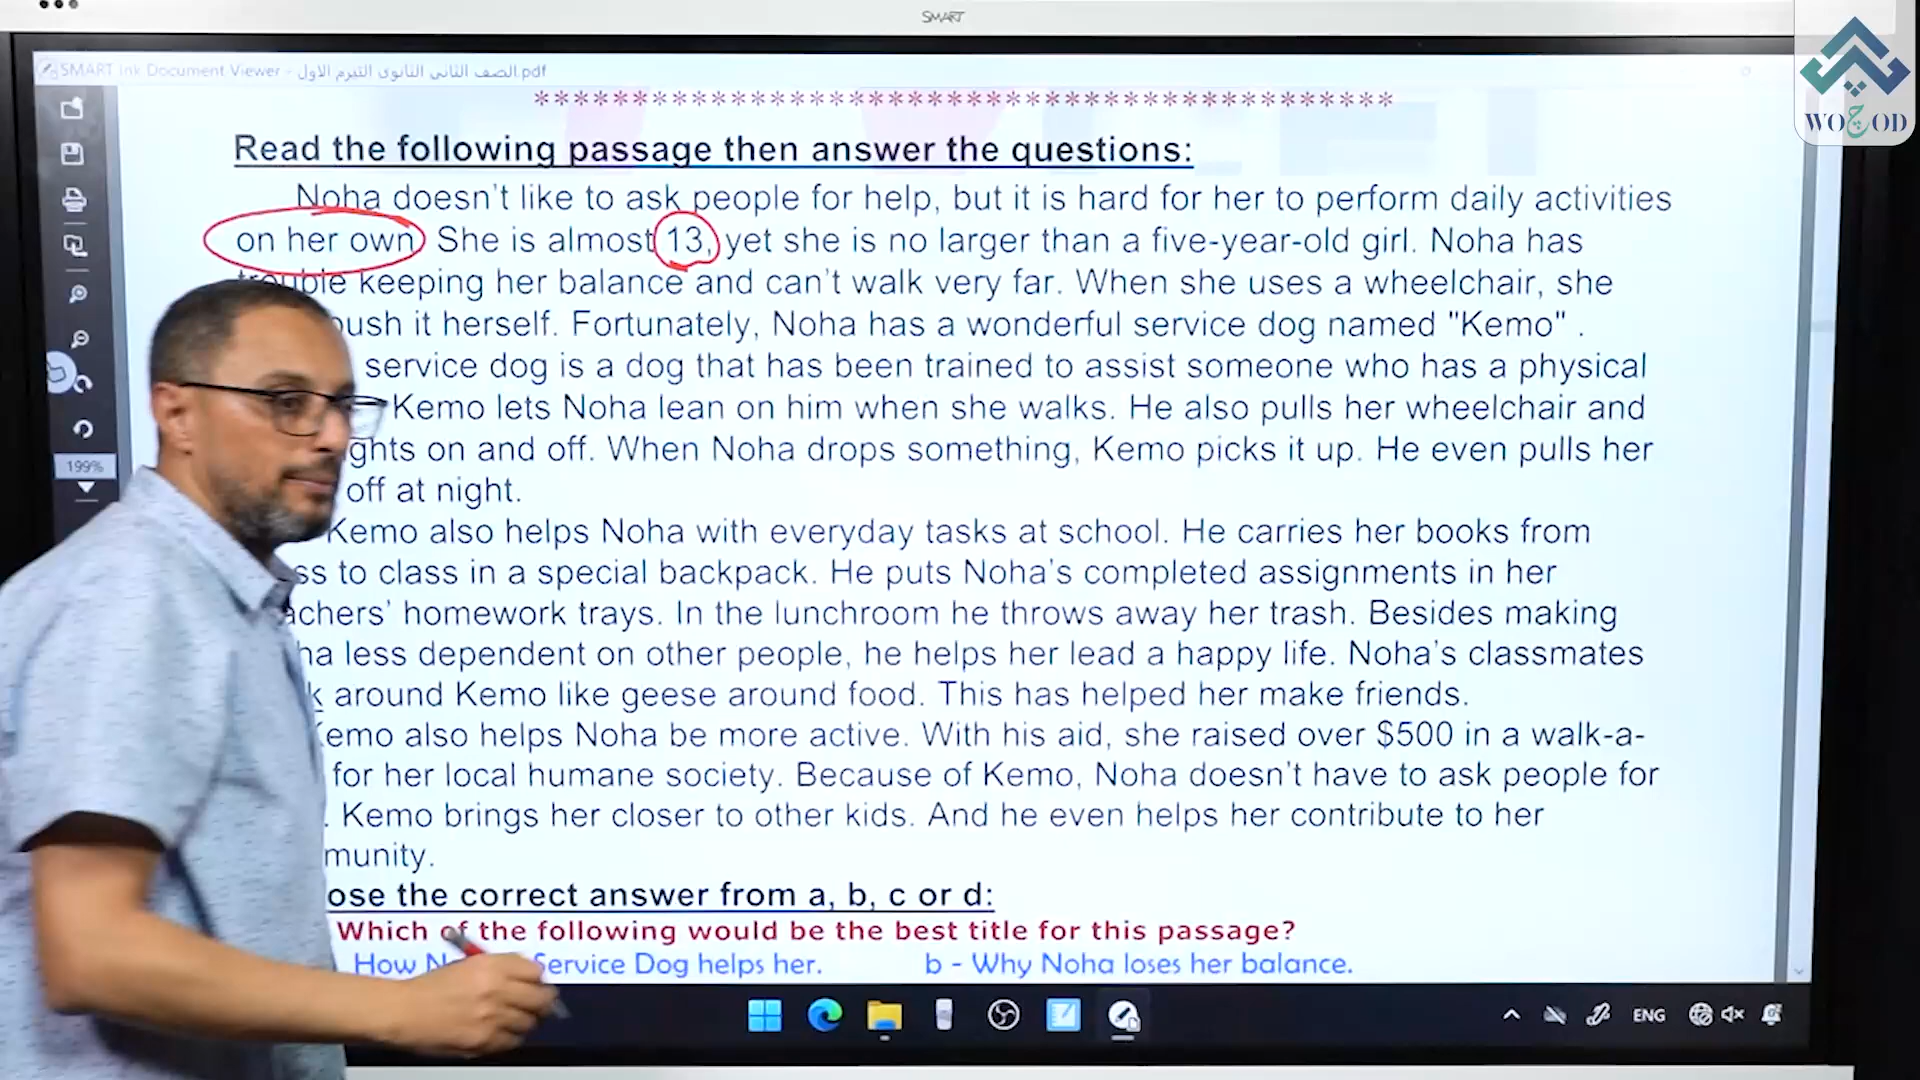 SMART
SMART Ink Document Viewer - الصف الثاني الثانوي التيرم الاول.pdf
WOجOD
******************************************
Read the following passage then answer the questions:
Noha doesn't like to ask people for help, but it is hard for her to perform daily activities
on her own. She is almost 13, yet she is no larger than a five-year-old girl. Noha has
trouble keeping her balance and can't walk very far. When she uses a wheelchair, she
push it herself. Fortunately, Noha has a wonderful service dog named "Kemo" .
service dog is a dog that has been trained to assist someone who has a physical
Kemo lets Noha lean on him when she walks. He also pulls her wheelchair and
ghts on and off. When Noha drops something, Kemo picks it up. He even pulls her
off at night.
Kemo also helps Noha with everyday tasks at school. He carries her books from
ss to class in a special backpack. He puts Noha's completed assignments in her
achers' homework trays. In the lunchroom he throws away her trash. Besides making
ha less dependent on other people, he helps her lead a happy life. Noha's classmates
k around Kemo like geese around food. This has helped her make friends.
Kemo also helps Noha be more active. With his aid, she raised over $500 in a walk-a-
for her local humane society. Because of Kemo, Noha doesn't have to ask people for
. Kemo brings her closer to other kids. And he even helps her contribute to her
munity.
ose the correct answer from a, b, c or d:
Which of the following would be the best title for this passage?
How N Service Dog helps her. b - Why Noha loses her balance.
199%
ENG